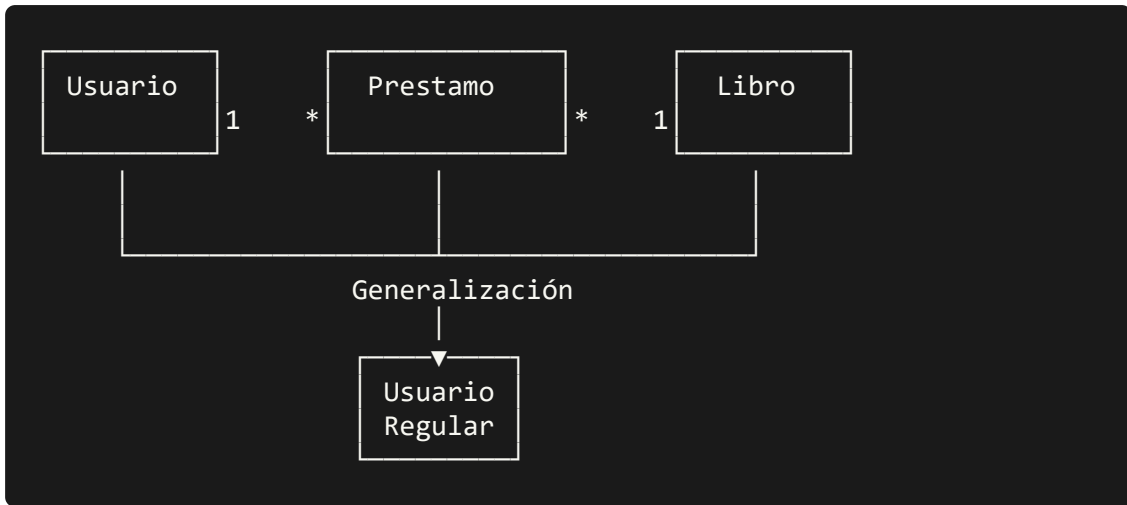 Usuario Prestamo Libro
1 * * 1
Generalización
Usuario
Regular